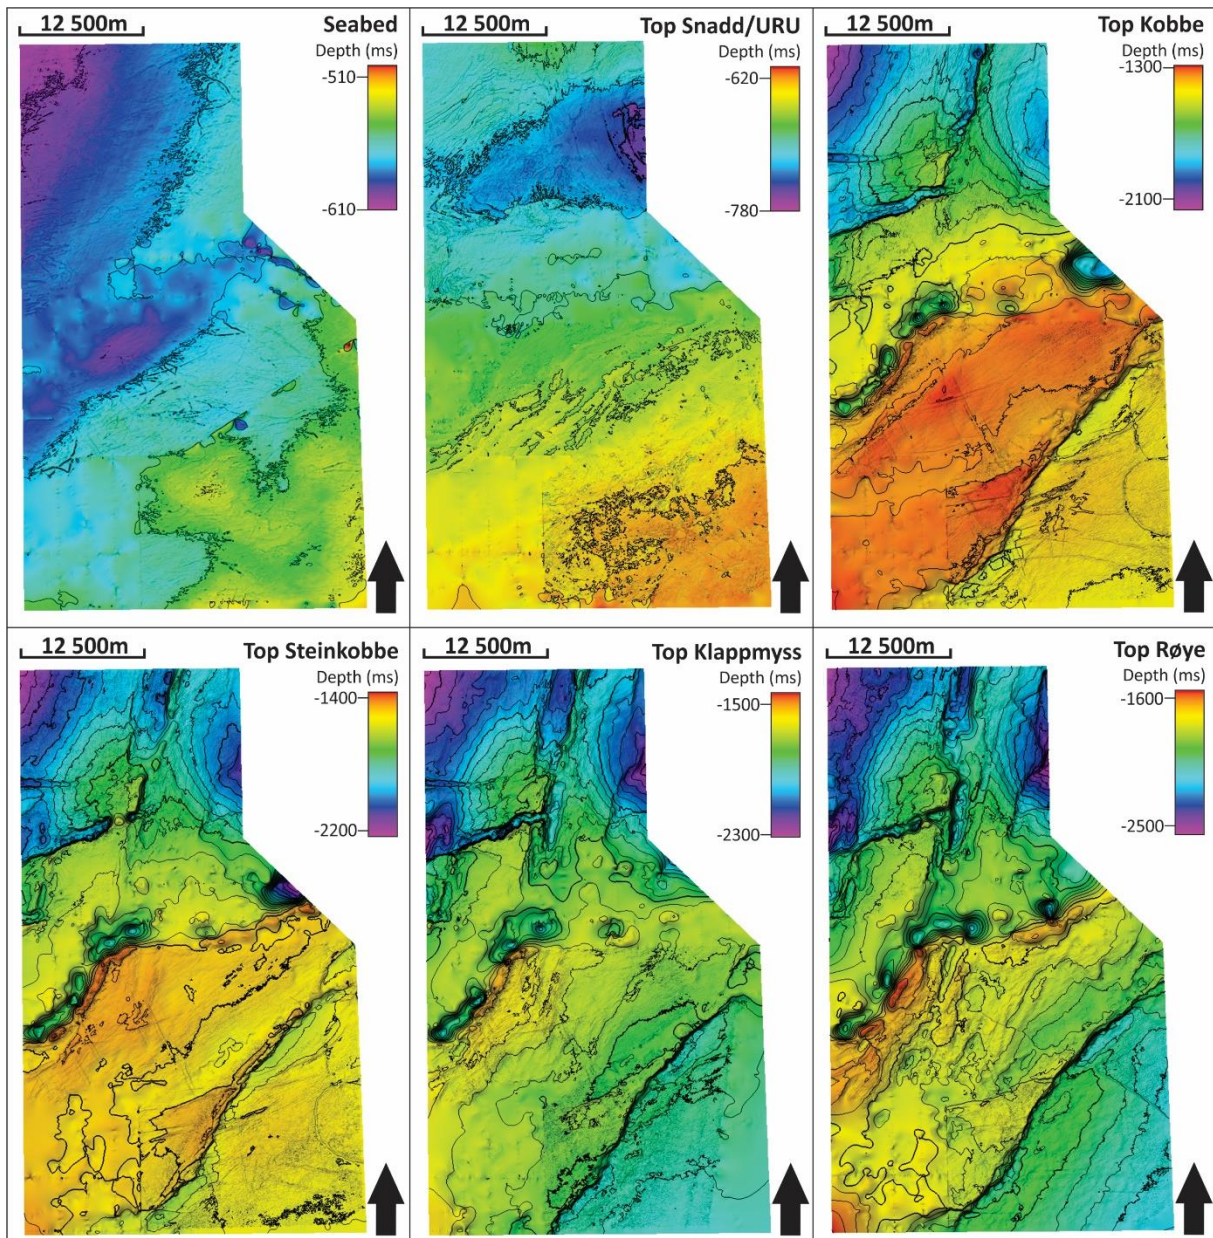 12 500m Seabed
Depth (ms)
-510
-610
12 500m Top Snadd/URU
Depth (ms)
-620
-780
12 500m Top Kobbe
Depth (ms)
-1300
-2100
12 500m Top Steinkobbe
Depth (ms)
-1400
-2200
12 500m Top Klappmyss
Depth (ms)
-1500
-2300
12 500m Top Røye
Depth (ms)
-1600
-2500